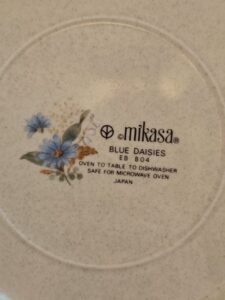 ©mikasa®
BLUE DAISIES
EB 804
OVEN TO TABLE TO DISHWASHER
SAFE FOR MICROWAVE OVEN
JAPAN